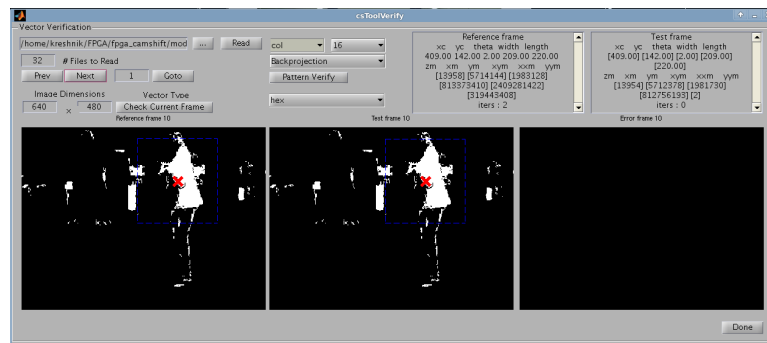 csToolVerify
Vector Verification
/home/kreshnik/FPGA/fpga_camshift/mod ... Read
32 # Files to Read
Prev Next 1 Goto
Image Dimensions Vector Type
640 x 480 Check Current Frame
col 16
Backprojection
Pattern Verify
hex
Reference frame
xc yc theta width length
409.00 142.00 2.00 209.00 220.00
zm xm ym xym xxm yym
[13958] [5714144] [1983128]
[813373410] [2409281422]
[319443408]
iters : 2
Test frame
xc yc theta width length
[409.00] [142.00] [2.00] [209.00]
[220.00]
zm xm ym xym xxm yym
[13954] [5712378] [1981730]
[812756193] [2]
iters : 0
Reference frame 10
Test frame 10
Error frame 10
Done